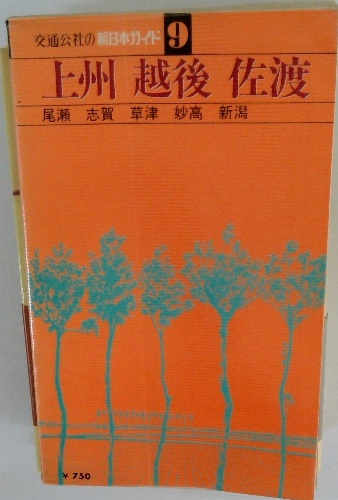 交通公社の新日本ガイド 9
上州 越後 佐渡
尾瀬 志賀 草津 妙高 新潟
¥750